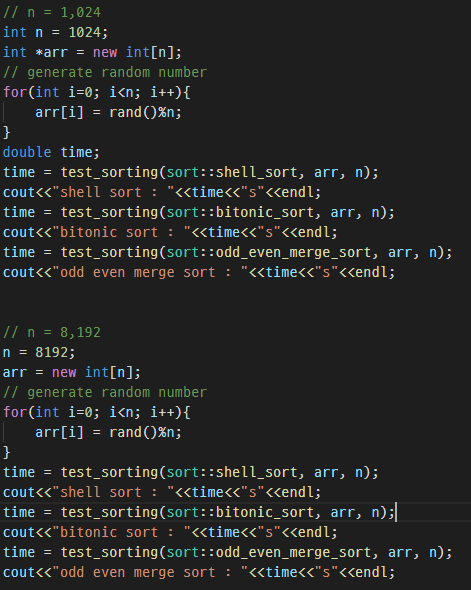 // n = 1,024
int n = 1024;
int *arr = new int[n];
// generate random number
for(int i=0; i<n; i++){
    arr[i] = rand()%n;
}
double time;
time = test_sorting(sort::shell_sort, arr, n);
cout<<"shell sort : "<<time<<"s"<<endl;
time = test_sorting(sort::bitonic_sort, arr, n);
cout<<"bitonic sort : "<<time<<"s"<<endl;
time = test_sorting(sort::odd_even_merge_sort, arr, n);
cout<<"odd even merge sort : "<<time<<"s"<<endl;
// n = 8,192
n = 8192;
arr = new int[n];
// generate random number
for(int i=0; i<n; i++){
    arr[i] = rand()%n;
}
time = test_sorting(sort::shell_sort, arr, n);
cout<<"shell sort : "<<time<<"s"<<endl;
time = test_sorting(sort::bitonic_sort, arr, n);
cout<<"bitonic sort : "<<time<<"s"<<endl;
time = test_sorting(sort::odd_even_merge_sort, arr, n);
cout<<"odd even merge sort : "<<time<<"s"<<endl;